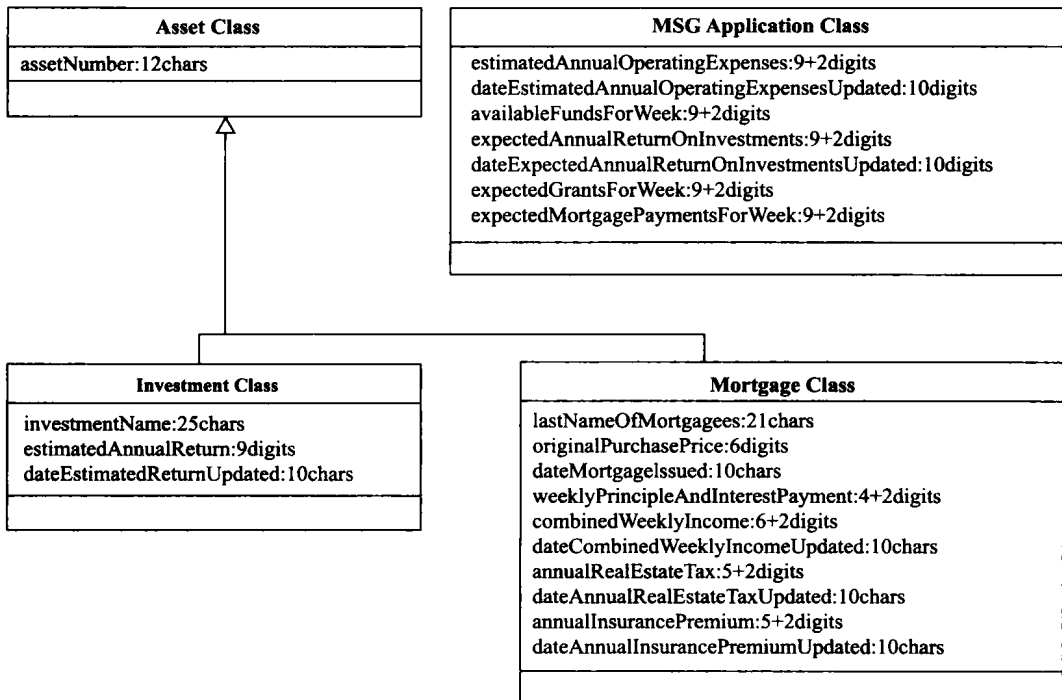 Asset Class
assetNumber:12chars
MSG Application Class
estimatedAnnualOperatingExpenses:9+2digits
dateEstimatedAnnualOperatingExpensesUpdated:10digits
availableFundsForWeek:9+2digits
expectedAnnualReturnOnInvestments:9+2digits
dateExpectedAnnualReturnOnInvestmentsUpdated:10digits
expectedGrantsForWeek:9+2digits
expectedMortgagePaymentsForWeek:9+2digits
Investment Class
investmentName:25chars
estimatedAnnualReturn:9digits
dateEstimatedReturnUpdated:10chars
Mortgage Class
lastNameOfMortgagees:21chars
originalPurchasePrice:6digits
dateMortgageIssued:10chars
weeklyPrincipleAndInterestPayment:4+2digits
combinedWeeklyIncome:6+2digits
dateCombinedWeeklyIncomeUpdated:10chars
annualRealEstateTax:5+2digits
dateAnnualRealEstateTaxUpdated:10chars
annualInsurancePremium:5+2digits
dateAnnualInsurancePremiumUpdated:10chars